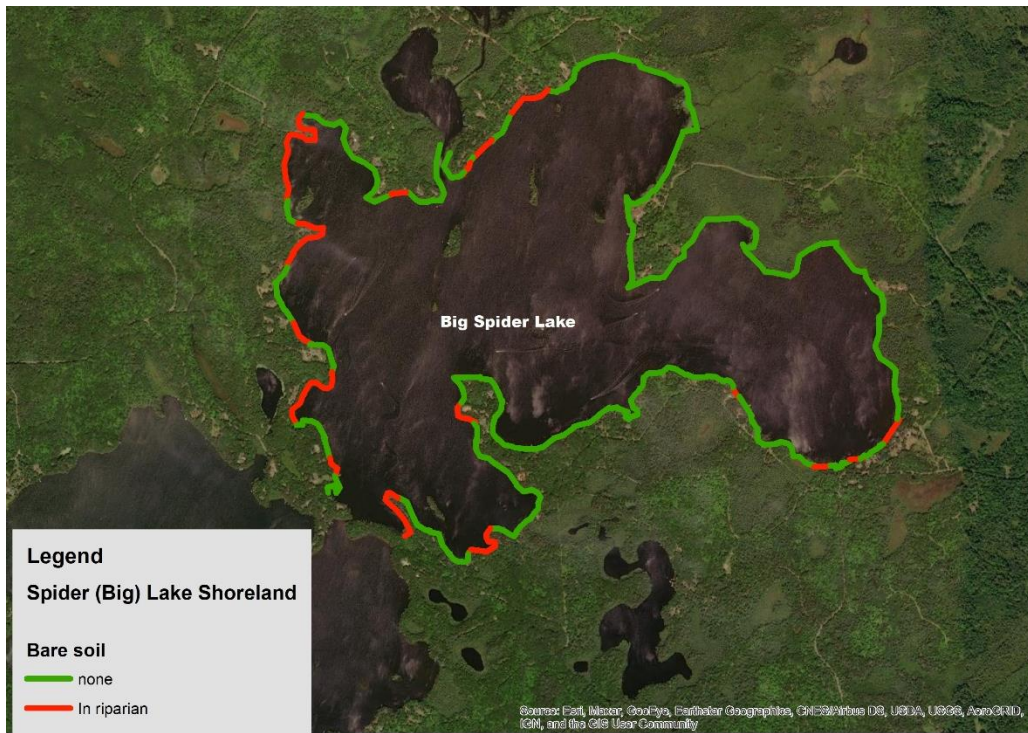 Big Spider Lake
Legend
Spider (Big) Lake Shoreland
Bare soil
none
In riparian
Source: Esri, Maxar, GeoEye, Earthstar Geographics, CNES/Airbus DS, USDA, USGS, AeroGRID,
IGN, and the GIS User Community